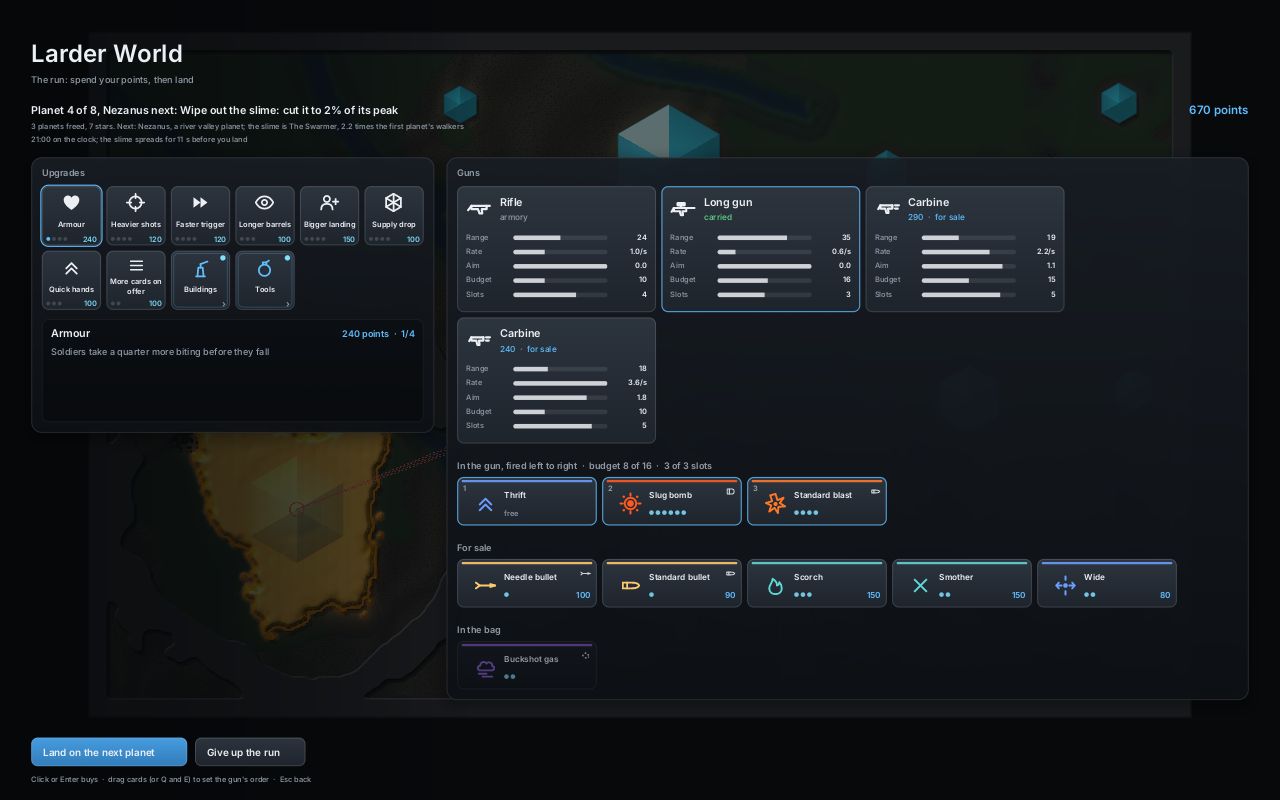 Larder World
The run: spend your points, then land
Planet 4 of 8, Nezanus next: Wipe out the slime: cut it to 2% of its peak
670 points
3 planets freed, 7 stars. Next: Nezanus, a river valley planet; the slime is The Swarmer, 2.2 times the first planet's walkers
21:00 on the clock; the slime spreads for 11 s before you land
Upgrades
Armour
240
Heavier shots
120
Faster trigger
120
Longer barrels
100
Bigger landing
150
Supply drop
100
Quick hands
100
More cards on
offer
100
Buildings
Tools
Armour
240 points · 1/4
Soldiers take a quarter more biting before they fall
Guns
Rifle
armory
Range 24
Rate 1.0/s
Aim 0.0
Budget 10
Slots 4
Long gun
carried
Range 35
Rate 0.6/s
Aim 0.0
Budget 16
Slots 3
Carbine
290 · for sale
Range 19
Rate 2.2/s
Aim 1.1
Budget 15
Slots 5
Carbine
240 · for sale
Range 18
Rate 3.6/s
Aim 1.8
Budget 10
Slots 5
In the gun, fired left to right · budget 8 of 16 · 3 of 3 slots
1
Thrift
free
2
Slug bomb
3
Standard blast
For sale
Needle bullet
100
Standard bullet
90
Scorch
150
Smother
150
Wide
80
In the bag
Buckshot gas
Land on the next planet
Give up the run
Click or Enter buys · drag cards (or Q and E) to set the gun's order · Esc back